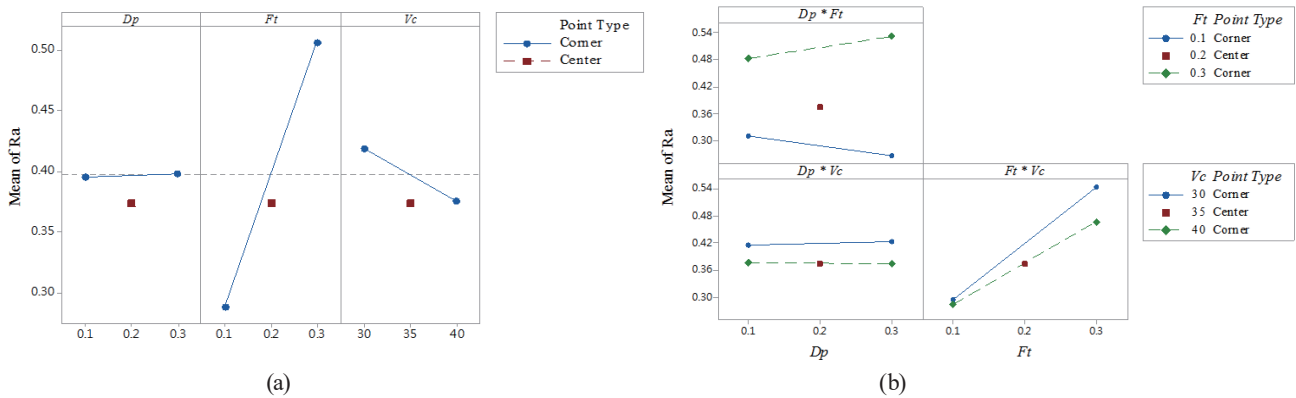 Dp Ft Vc
Mean of Ra
0.50
0.45
0.40
0.35
0.30
0.1 0.2 0.3 0.1 0.2 0.3 30 35 40
Point Type
Corner
Center
(a)
Dp * Ft
Mean of Ra
0.54
0.48
0.42
0.36
0.30
Dp * Vc Ft * Vc
0.54
0.48
0.42
0.36
0.30
0.1 0.2 0.3 0.1 0.2 0.3
Dp Ft
Ft Point Type
0.1 Corner
0.2 Center
0.3 Corner
Vc Point Type
30 Corner
35 Center
40 Corner
(b)